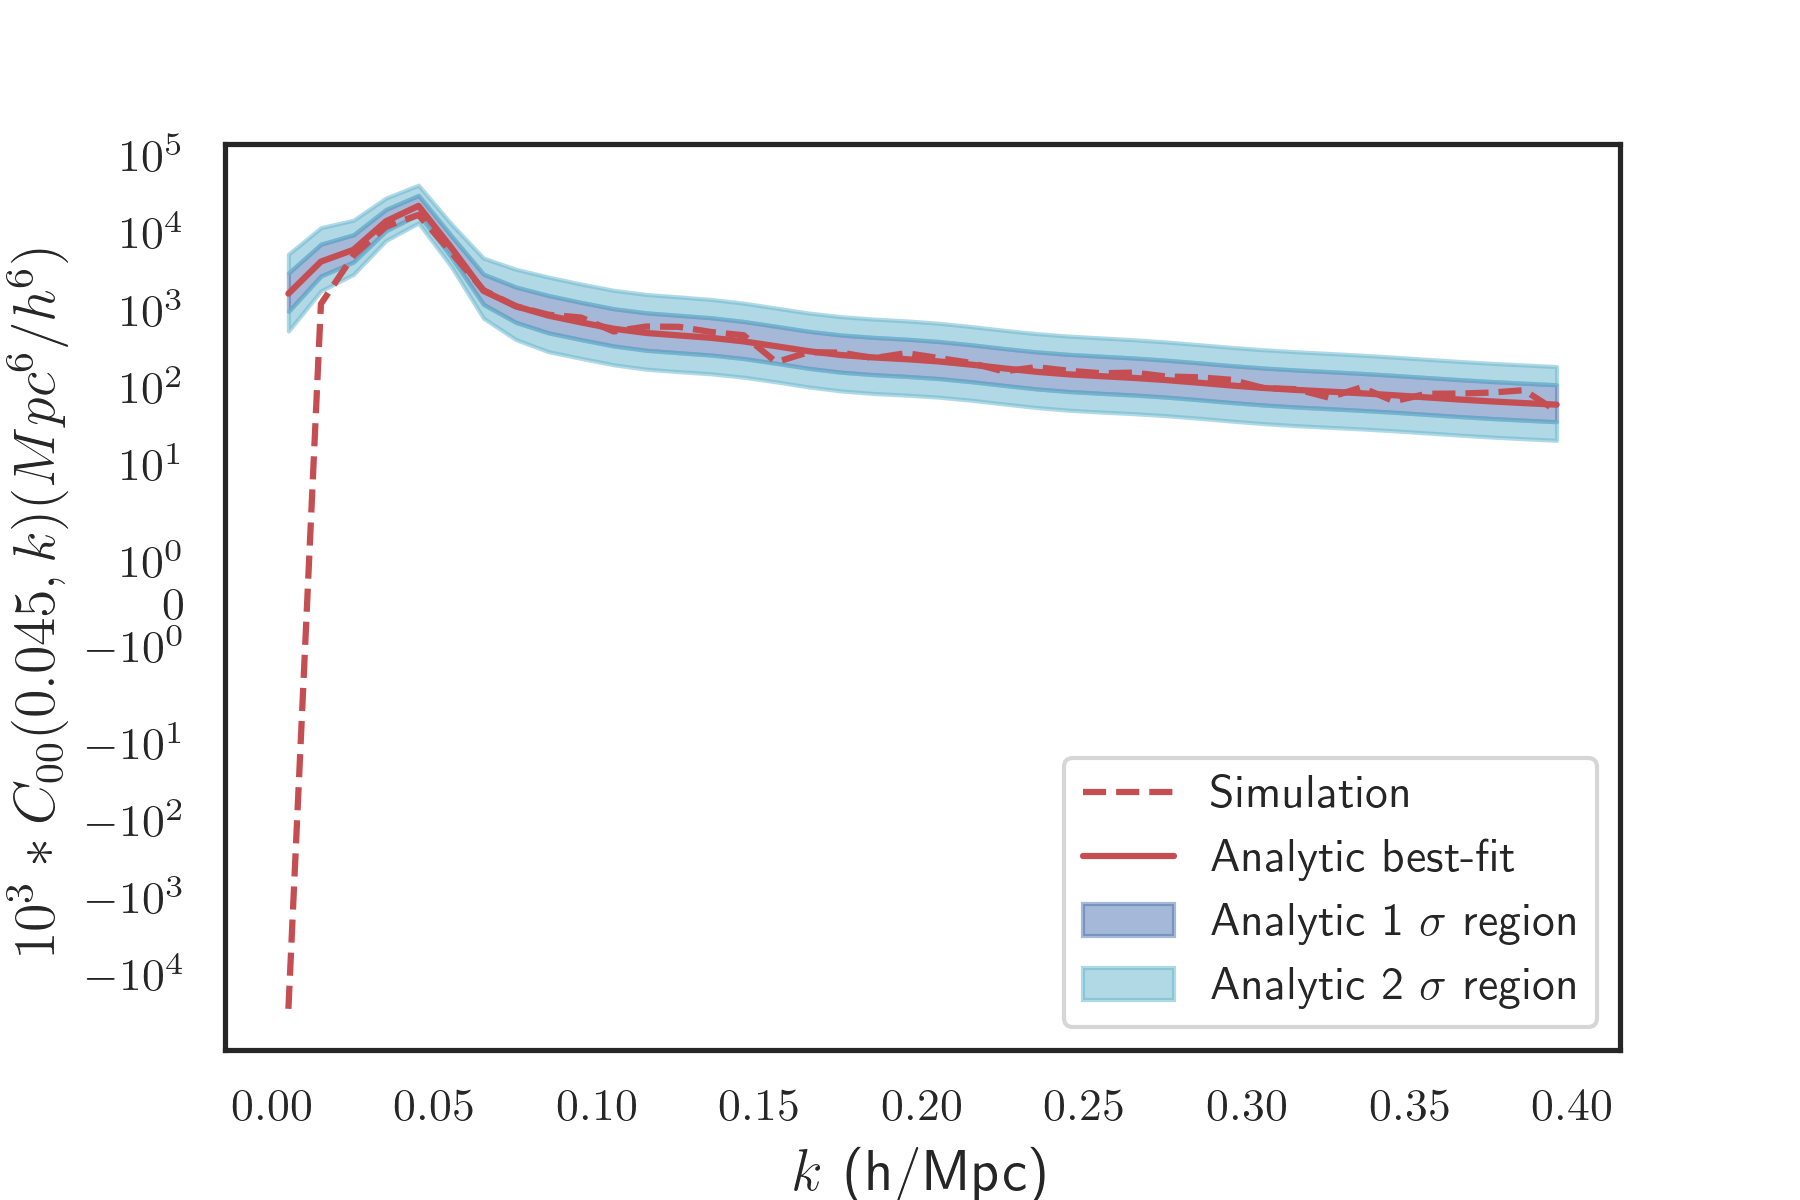 10^5
10^4
10^3
10^2
10^1
10^0
0
−10^0
−10^1
−10^2
−10^3
−10^4
10^3 ∗ C_00(0.045, k)(Mpc^6/h^6)
Simulation
Analytic best-fit
Analytic 1 σ region
Analytic 2 σ region
0.00 0.05 0.10 0.15 0.20 0.25 0.30 0.35 0.40
k (h/Mpc)